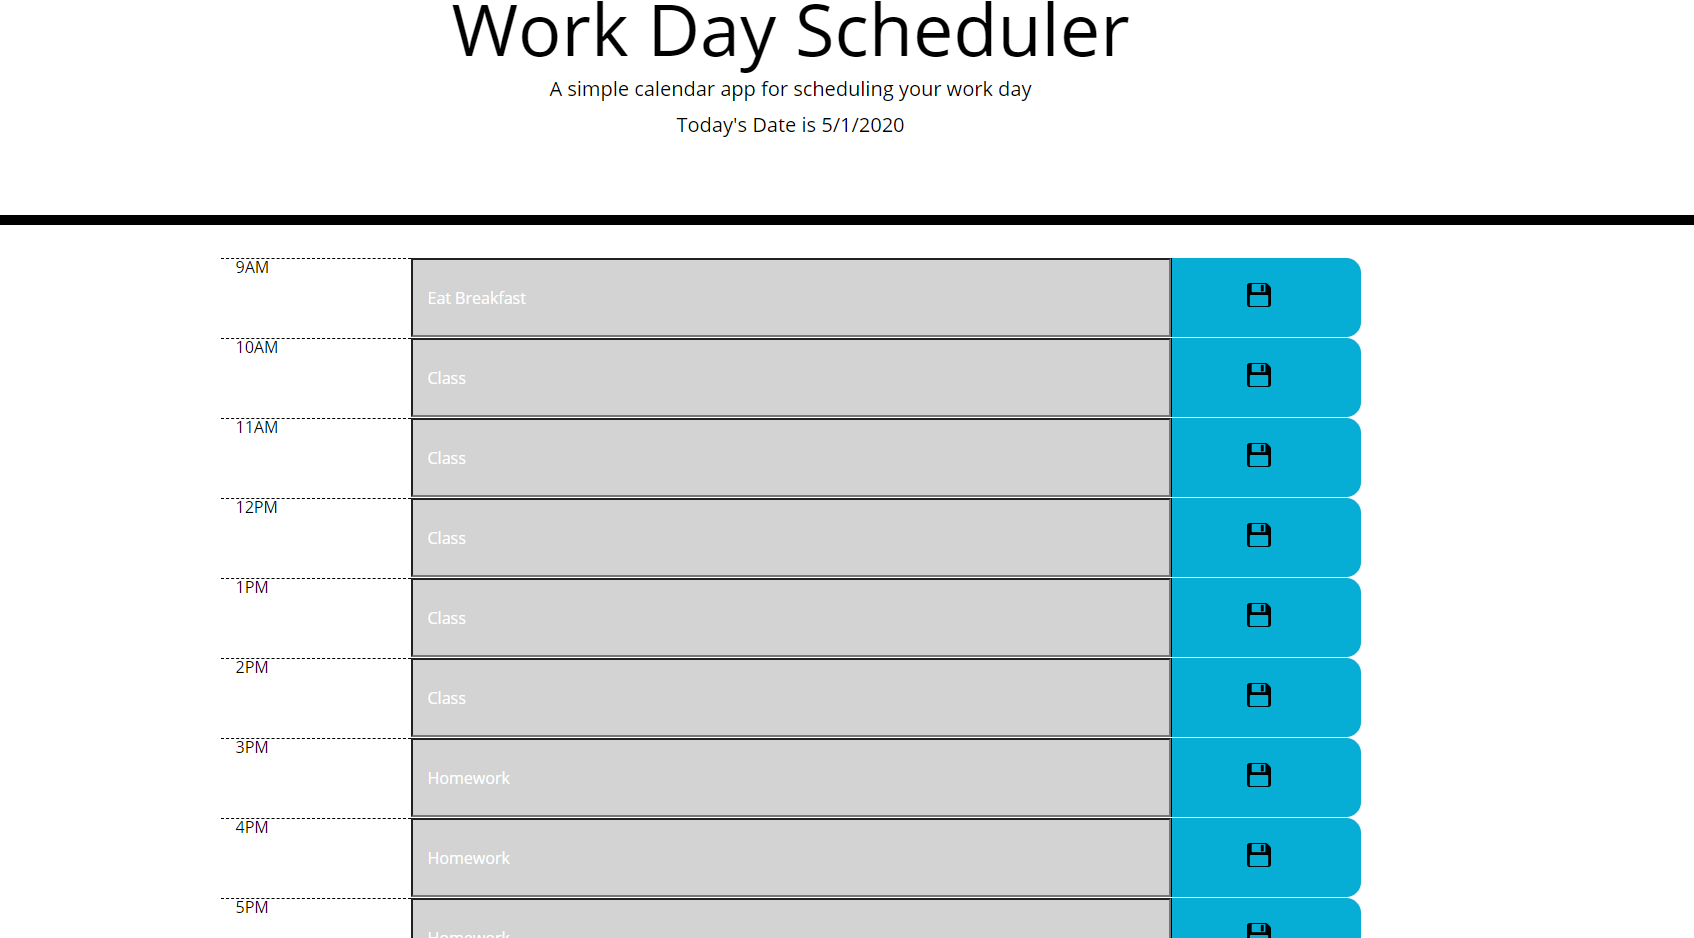 Work Day Scheduler
A simple calendar app for scheduling your work day
Today's Date is 5/1/2020
9AM
Eat Breakfast
10AM
Class
11AM
Class
12PM
Class
1PM
Class
2PM
Class
3PM
Homework
4PM
Homework
5PM
Homework